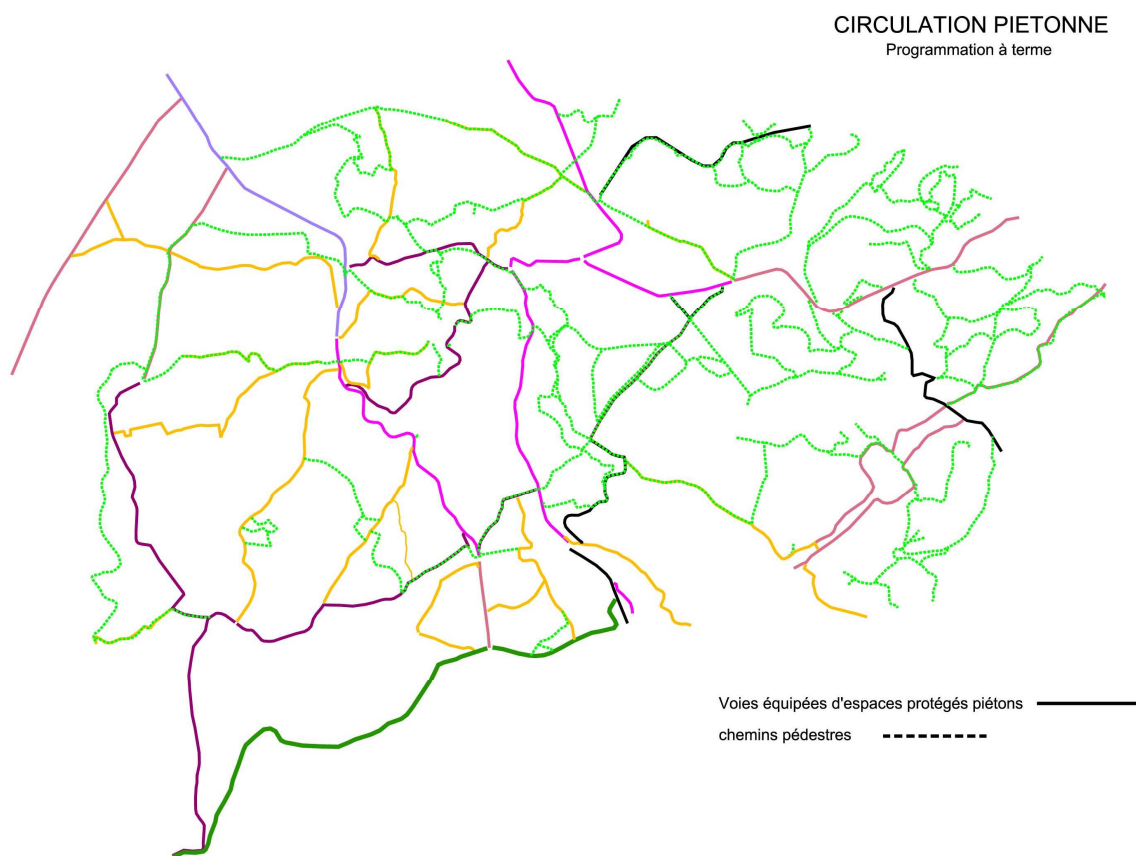 CIRCULATION PIETONNE
Programmation à terme
Voies équipées d'espaces protégés piétons
chemins pédestres